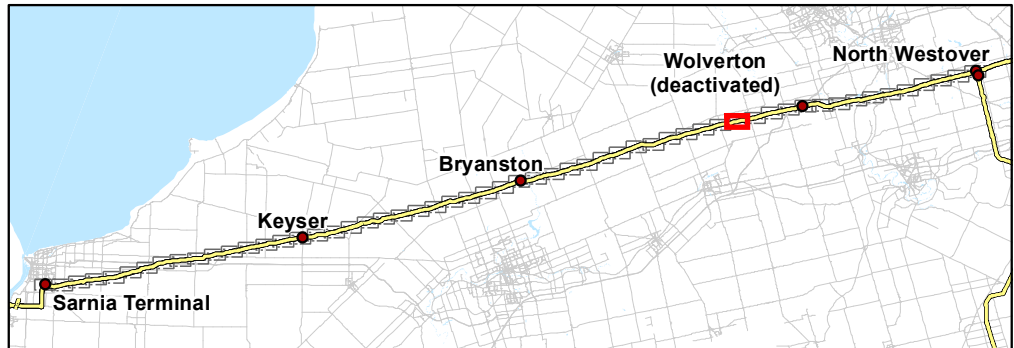 North Westover
Wolverton
(deactivated)
Bryanston
Keyser
Sarnia Terminal